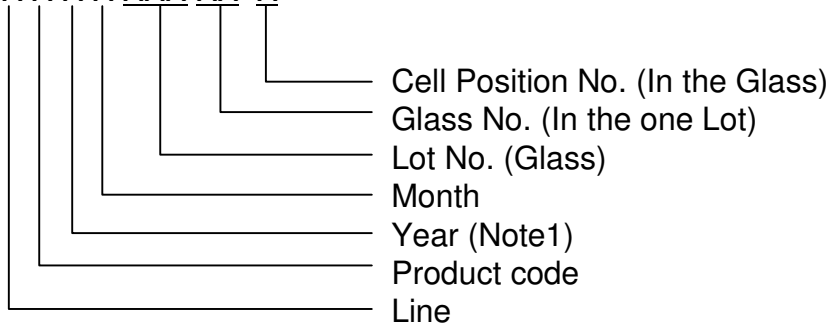 Cell Position No. (In the Glass)
Glass No. (In the one Lot)
Lot No. (Glass)
Month
Year (Note1)
Product code
Line